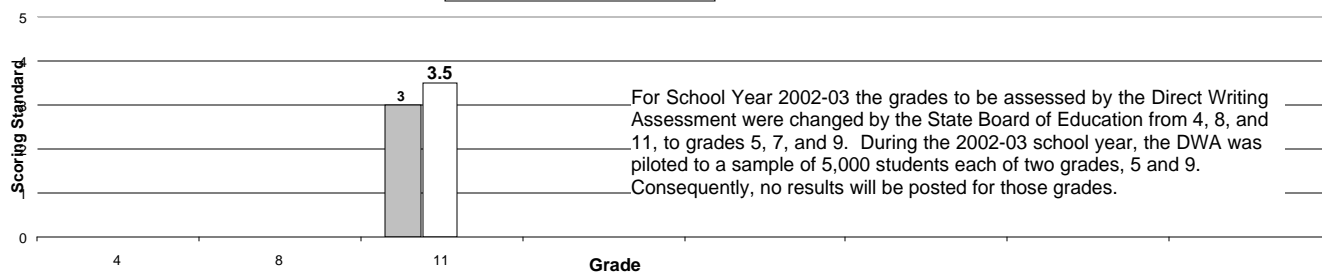 5
4
3.5
3
For School Year 2002-03 the grades to be assessed by the Direct Writing
Assessment were changed by the State Board of Education from 4, 8, and
11, to grades 5, 7, and 9.  During the 2002-03 school year, the DWA was
piloted to a sample of 5,000 students each of two grades, 5 and 9.
Consequently, no results will be posted for those grades.
3
2
1
0
Scoring Standard
4 8 11
Grade